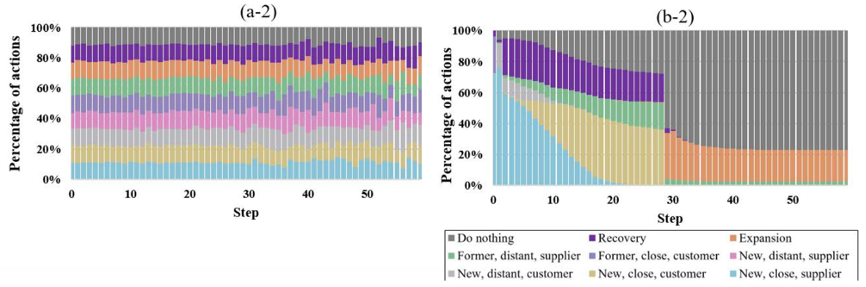 (a-2)
100%
80%
60%
40%
20%
0%
Percentage of actions
0 10 20 30 40 50
Step
(b-2)
100%
80%
60%
40%
20%
0%
Percentage of actions
0 10 20 30 40 50
Step
Do nothing Recovery Expansion
Former, distant, supplier Former, close, customer New, distant, supplier
New, distant, customer New, close, customer New, close, supplier